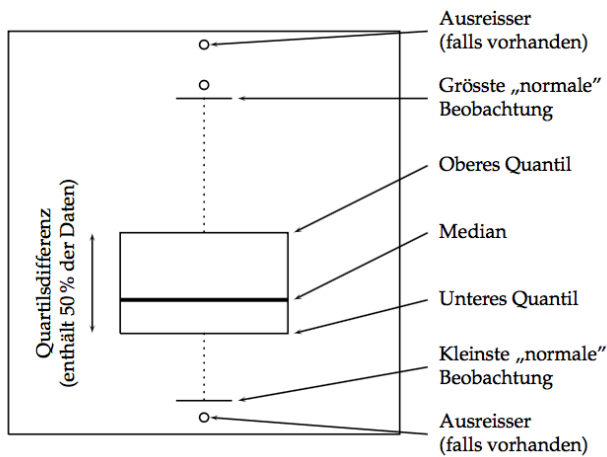 Ausreisser
(falls vorhanden)
Grösste „normale”
Beobachtung
Oberes Quantil
Median
Unteres Quantil
Kleinste „normale”
Beobachtung
Ausreisser
(falls vorhanden)
Quartilsdifferenz
(enthält 50 % der Daten)